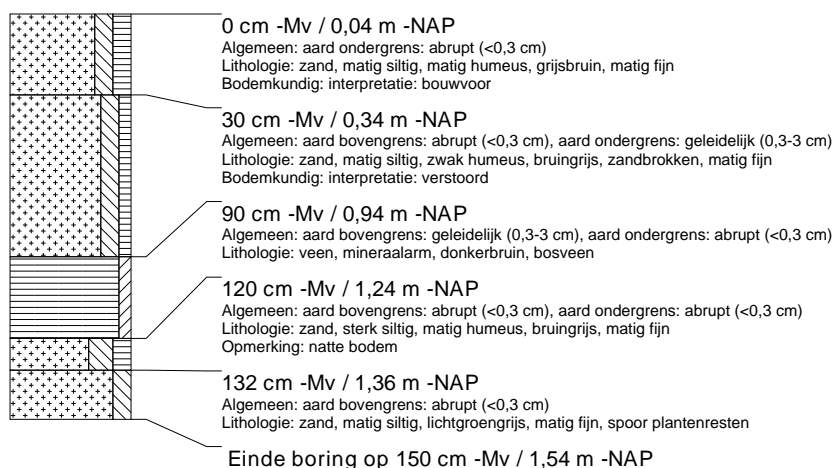 0 cm -Mv / 0,04 m -NAP
Algemeen: aard ondergrens: abrupt (<0,3 cm)
Lithologie: zand, matig siltig, matig humeus, grijsbruin, matig fijn
Bodemkundig: interpretatie: bouwvoor
30 cm -Mv / 0,34 m -NAP
Algemeen: aard bovengrens: abrupt (<0,3 cm), aard ondergrens: geleidelijk (0,3-3 cm)
Lithologie: zand, matig siltig, zwak humeus, bruingrijs, zandbrokken, matig fijn
Bodemkundig: interpretatie: verstoord
90 cm -Mv / 0,94 m -NAP
Algemeen: aard bovengrens: geleidelijk (0,3-3 cm), aard ondergrens: abrupt (<0,3 cm)
Lithologie: veen, mineraalarm, donkerbruin, bosveen
120 cm -Mv / 1,24 m -NAP
Algemeen: aard bovengrens: abrupt (<0,3 cm), aard ondergrens: abrupt (<0,3 cm)
Lithologie: zand, sterk siltig, matig humeus, bruingrijs, matig fijn
Opmerking: natte bodem
132 cm -Mv / 1,36 m -NAP
Algemeen: aard bovengrens: abrupt (<0,3 cm)
Lithologie: zand, matig siltig, lichtgroengrijs, matig fijn, spoor plantenresten
Einde boring op 150 cm -Mv / 1,54 m -NAP